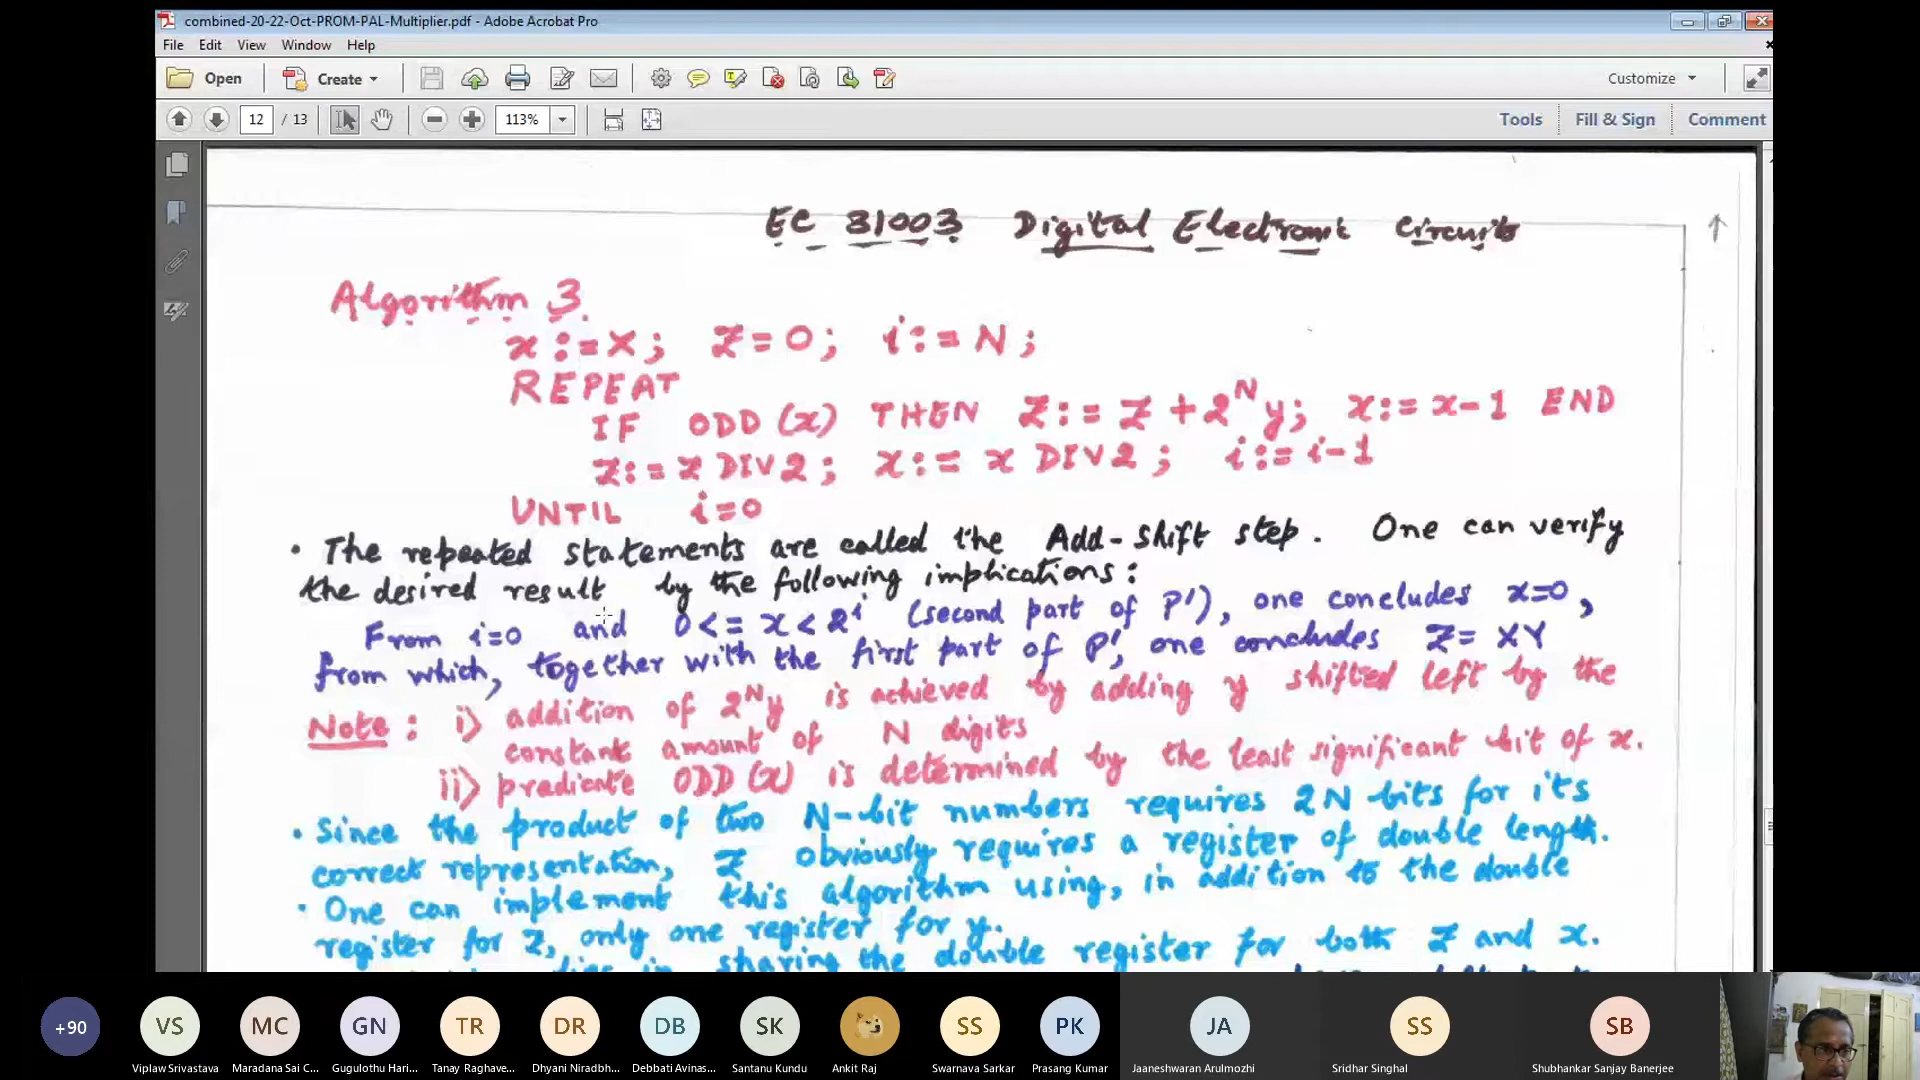 combined-20-22-Oct-PROM-PAL-Multiplier.pdf - Adobe Acrobat Pro
File Edit View Window Help
Open Create Customize
12 / 13 113% Tools Fill & Sign Comment
EC 31003 Digital Electronic Circuits
Algorithm 3
x:=X; Z=0; i:=N;
REPEAT
IF ODD (x) THEN Z:= Z + 2^N y; x:= x-1 END
Z:= Z DIV2; x:= x DIV2; i:= i-1
UNTIL i=0
• The repeated statements are called the Add-shift step. One can verify
the desired result by the following implications:
From i=0 and 0<= x < 2^i (second part of P'), one concludes x=0,
from which, together with the first part of P', one concludes Z= XY
Note: i) addition of 2^N y is achieved by adding y shifted left by the
constant amount of N digits
ii) predicate ODD (x) is determined by the least significant bit of x.
• Since the product of two N-bit numbers requires 2N bits for its
correct representation, Z obviously requires a register of double length.
• One can implement this algorithm using, in addition to the double
register for Z, only one register for y.
sharing the double register for both Z and x.
+90 VS MC GN TR DR DB SK SS PK JA SS SB
Viplaw Srivastava Maradana Sai C... Gugulothu Hari... Tanay Raghave... Dhyani Niradbh... Debbati Avinas... Santanu Kundu Ankit Raj Swarnava Sarkar Prasang Kumar Jaaneshwaran Arulmozhi Sridhar Singhal Shubhankar Sanjay Banerjee